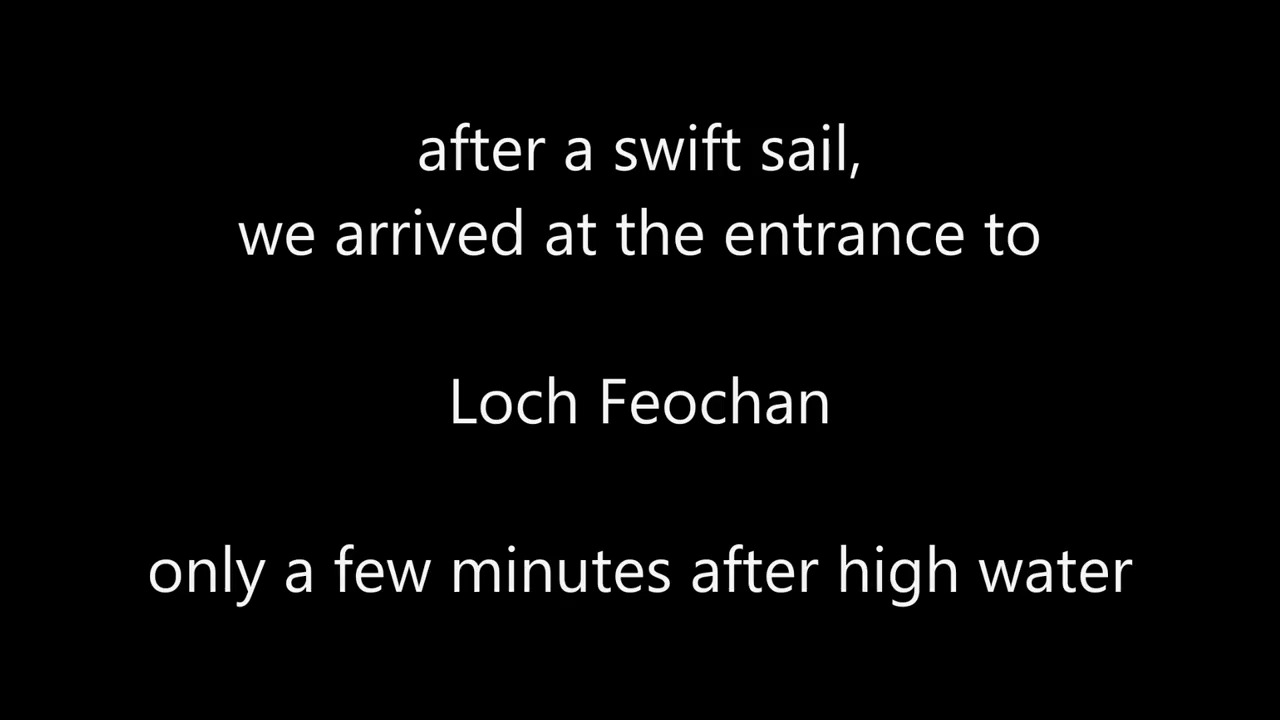 after a swift sail,
we arrived at the entrance to
Loch Feochan
only a few minutes after high water